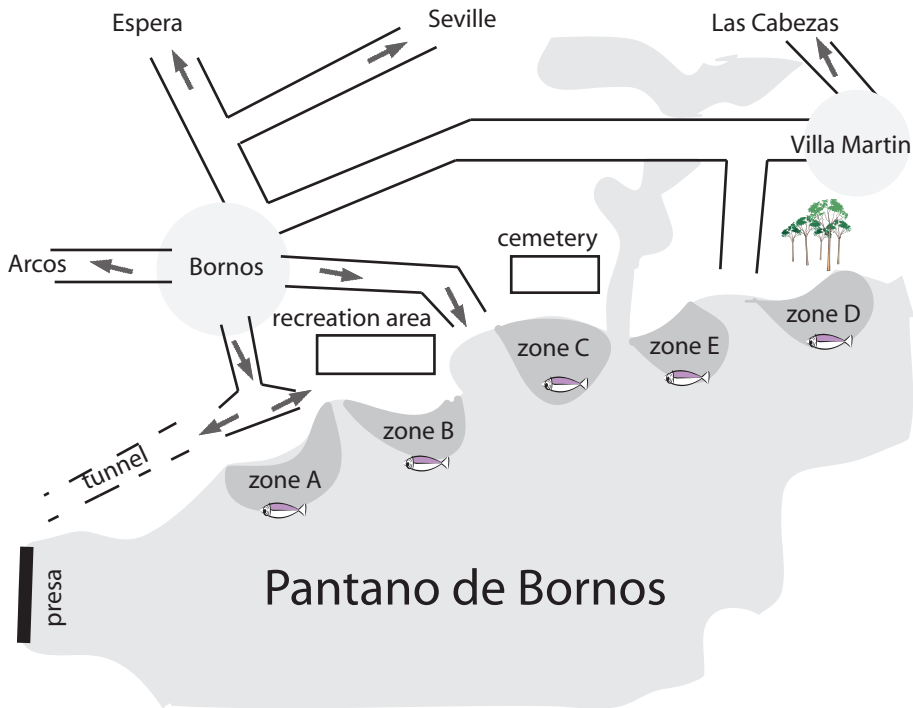 Espera
Seville
Las Cabezas
Villa Martin
Arcos
Bornos
cemetery
recreation area
zone D
zone C
zone E
zone B
tunnel
zone A
presa
Pantano de Bornos